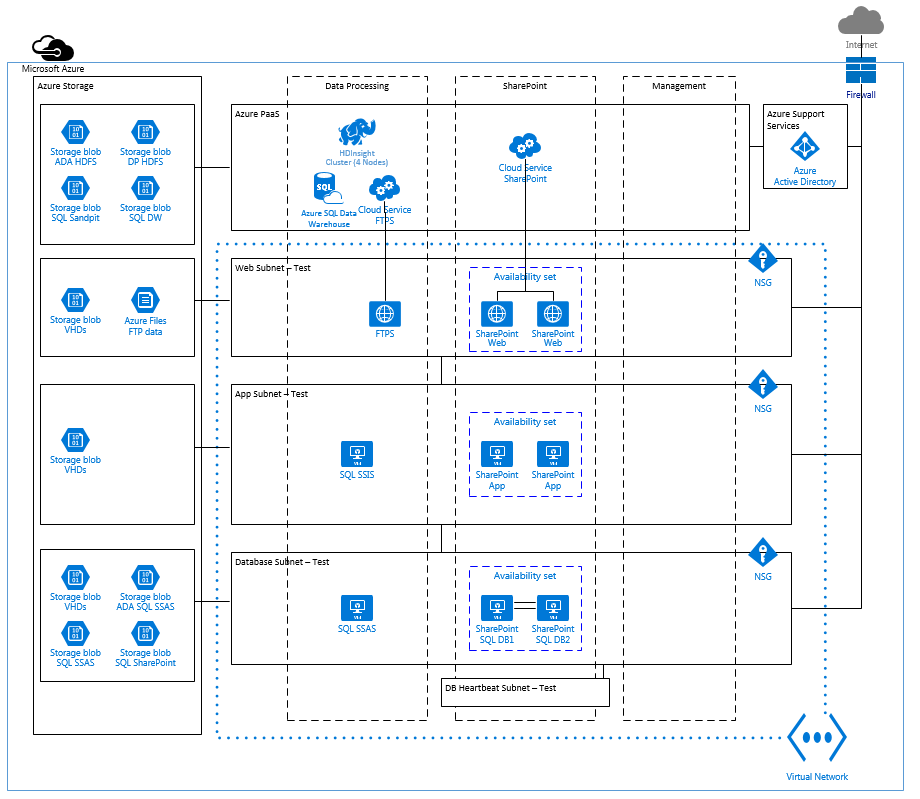 Internet
Microsoft Azure
Firewall
Azure Storage
Data Processing
SharePoint
Management
Storage blob
ADA HDFS
Storage blob
DP HDFS
Storage blob
SQL Sandpit
Storage blob
SQL DW
Azure PaaS
HDInsight
Cluster (4 Nodes)
SQL
Azure SQL Data
Warehouse
Cloud Service
FTPS
Cloud Service
SharePoint
Azure Support
Services
Azure
Active Directory
Storage blob
VHDs
Azure Files
FTP data
Web Subnet – Test
FTPS
Availability set
SharePoint
Web
SharePoint
Web
NSG
Storage blob
VHDs
App Subnet – Test
SQL SSIS
Availability set
SharePoint
App
SharePoint
App
NSG
Storage blob
VHDs
Storage blob
ADA SQL SSAS
Storage blob
SQL SSAS
Storage blob
SQL SharePoint
Database Subnet – Test
SQL SSAS
Availability set
SharePoint
SQL DB1
SharePoint
SQL DB2
NSG
DB Heartbeat Subnet – Test
Virtual Network